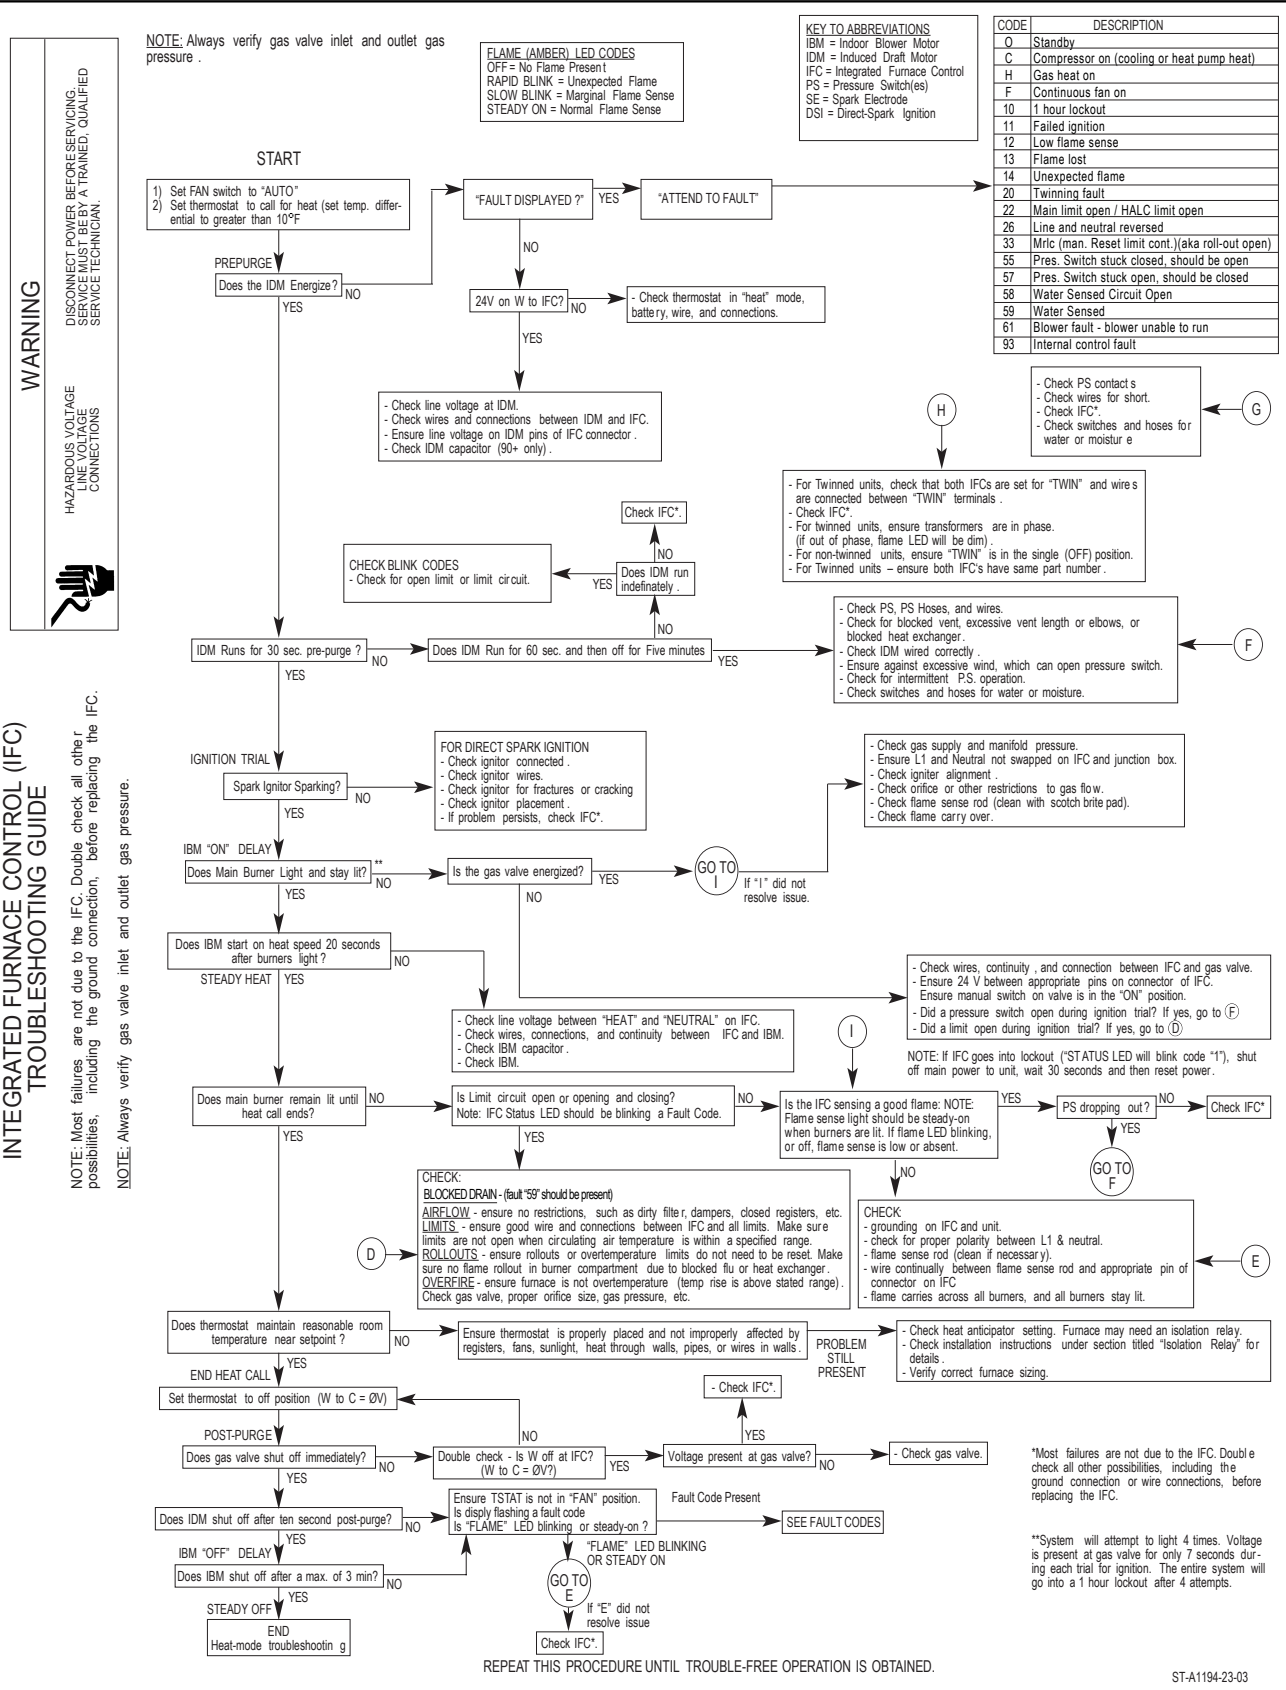 WARNING
HAZARDOUS VOLTAGE
LINE VOLTAGE
CONNECTIONS
DISCONNECT POWER BEFORE SERVICING.
SERVICE MUST BE BY A TRAINED, QUALIFIED
SERVICE TECHNICIAN.
INTEGRATED FURNACE CONTROL (IFC)
TROUBLESHOOTING GUIDE
NOTE: Most failures are not due to the IFC. Double check all other
possibilities, including the ground connection, before replacing the IFC.
NOTE: Always verify gas valve inlet and outlet gas pressure.
NOTE: Always verify gas valve inlet and outlet gas
pressure .
FLAME (AMBER) LED CODES
OFF = No Flame Present
RAPID BLINK = Unexpected Flame
SLOW BLINK = Marginal Flame Sense
STEADY ON = Normal Flame Sense
KEY TO ABBREVIATIONS
IBM = Indoor Blower Motor
IDM = Induced Draft Motor
IFC = Integrated Furnace Control
PS = Pressure Switch(es)
SE = Spark Electrode
DSI = Direct-Spark Ignition
CODE DESCRIPTION
O Standby
C Compressor on (cooling or heat pump heat)
H Gas heat on
F Continuous fan on
10 1 hour lockout
11 Failed ignition
12 Low flame sense
13 Flame lost
14 Unexpected flame
20 Twinning fault
22 Main limit open / HALC limit open
26 Line and neutral reversed
33 Mrlc (man. Reset limit cont.)(aka roll-out open)
55 Pres. Switch stuck closed, should be open
57 Pres. Switch stuck open, should be closed
58 Water Sensed Circuit Open
59 Water Sensed
61 Blower fault - blower unable to run
93 Internal control fault
START
1) Set FAN switch to “AUTO”
2) Set thermostat to call for heat (set temp. differ-
ential to greater than 10°F
“FAULT DISPLAYED ?”
YES
“ATTEND TO FAULT”
NO
PREPURGE
Does the IDM Energize?
NO
YES
24V on W to IFC?
NO
YES
- Check thermostat in “heat” mode,
battery, wire, and connections.
- Check line voltage at IDM.
- Check wires and connections between IDM and IFC.
- Ensure line voltage on IDM pins of IFC connector .
- Check IDM capacitor (90+ only) .
- Check PS contacts
- Check wires for short.
- Check IFC*.
- Check switches and hoses for
water or moisture
G
H
- For Twinned units, check that both IFCs are set for “TWIN” and wires
are connected between “TWIN” terminals .
- Check IFC*.
- For twinned units, ensure transformers are in phase.
(if out of phase, flame LED will be dim) .
- For non-twinned units, ensure “TWIN” is in the single (OFF) position.
- For Twinned units – ensure both IFC‘s have same part number .
Check IFC*.
NO
CHECK BLINK CODES
- Check for open limit or limit circuit.
YES
Does IDM run
indefinately .
NO
IDM Runs for 30 sec. pre-purge ?
NO
YES
Does IDM Run for 60 sec. and then off for Five minutes
YES
- Check PS, PS Hoses, and wires.
- Check for blocked vent, excessive vent length or elbows, or
blocked heat exchanger.
- Check IDM wired correctly .
- Ensure against excessive wind, which can open pressure switch.
- Check for intermittent P.S. operation.
- Check switches and hoses for water or moisture.
F
IGNITION TRIAL
Spark Ignitor Sparking?
NO
YES
FOR DIRECT SPARK IGNITION
- Check ignitor connected .
- Check ignitor wires.
- Check ignitor for fractures or cracking
- Check ignitor placement .
- If problem persists, check IFC*.
- Check gas supply and manifold pressure.
- Ensure L1 and Neutral not swapped on IFC and junction box.
- Check igniter alignment .
- Check orifice or other restrictions to gas flow.
- Check flame sense rod (clean with scotch brite pad).
- Check flame carry over.
IBM “ON” DELAY
Does Main Burner Light and stay lit?
**
NO
YES
Is the gas valve energized?
YES
NO
GO TO
I
If “I” did not
resolve issue.
Does IBM start on heat speed 20 seconds
after burners light ?
NO
STEADY HEAT
YES
- Check line voltage between “HEAT” and “NEUTRAL” on IFC.
- Check wires, connections, and continuity between IFC and IBM.
- Check IBM capacitor .
- Check IBM.
- Check wires, continuity , and connection between IFC and gas valve.
- Ensure 24 V between appropriate pins on connector of IFC.
Ensure manual switch on valve is in the “ON” position.
- Did a pressure switch open during ignition trial? If yes, go to F
- Did a limit open during ignition trial? If yes, go to D
NOTE: If IFC goes into lockout (“STATUS LED will blink code “1”), shut
off main power to unit, wait 30 seconds and then reset power.
I
Does main burner remain lit until
heat call ends?
NO
YES
Is Limit circuit open or opening and closing?
Note: IFC Status LED should be blinking a Fault Code.
NO
YES
Is the IFC sensing a good flame: NOTE:
Flame sense light should be steady-on
when burners are lit. If flame LED blinking,
or off, flame sense is low or absent.
YES
NO
PS dropping out?
NO
Check IFC*
YES
GO TO
F
D
CHECK:
BLOCKED DRAIN - (fault “59” should be present)
AIRFLOW - ensure no restrictions, such as dirty filter, dampers, closed registers, etc.
LIMITS - ensure good wire and connections between IFC and all limits. Make sure
limits are not open when circulating air temperature is within a specified range.
ROLLOUTS - ensure rollouts or overtemperature limits do not need to be reset. Make
sure no flame rollout in burner compartment due to blocked flu or heat exchanger.
OVERFIRE - ensure furnace is not overtemperature (temp rise is above stated range) .
Check gas valve, proper orifice size, gas pressure, etc.
CHECK:
- grounding on IFC and unit.
- check for proper polarity between L1 & neutral.
- flame sense rod (clean if necessary).
- wire continually between flame sense rod and appropriate pin of
connector on IFC
- flame carries across all burners, and all burners stay lit.
E
Does thermostat maintain reasonable room
temperature near setpoint ?
NO
YES
Ensure thermostat is properly placed and not improperly affected by
registers, fans, sunlight, heat through walls, pipes, or wires in walls .
PROBLEM
STILL
PRESENT
- Check heat anticipator setting. Furnace may need an isolation relay.
- Check installation instructions under section titled “Isolation Relay” for
details .
- Verify correct furnace sizing.
END HEAT CALL
Set thermostat to off position (W to C = ØV)
- Check IFC*.
POST-PURGE
NO
YES
Does gas valve shut off immediately?
NO
YES
Double check - Is W off at IFC?
(W to C = ØV?)
YES
Voltage present at gas valve?
NO
- Check gas valve.
Does IDM shut off after ten second post-purge?
NO
YES
Ensure TSTAT is not in “FAN” position.
Is disply flashing a fault code
Is “FLAME” LED blinking or steady-on ?
Fault Code Present
SEE FAULT CODES
IBM “OFF” DELAY
Does IBM shut off after a max. of 3 min?
NO
YES
“FLAME” LED BLINKING
OR STEADY ON
GO TO
E
If “E” did not
resolve issue
Check IFC*.
STEADY OFF
END
Heat-mode troubleshooting
*Most failures are not due to the IFC. Double
check all other possibilities, including the
ground connection or wire connections, before
replacing the IFC.
**System will attempt to light 4 times. Voltage
is present at gas valve for only 7 seconds dur-
ing each trial for ignition. The entire system will
go into a 1 hour lockout after 4 attempts.
REPEAT THIS PROCEDURE UNTIL TROUBLE-FREE OPERATION IS OBTAINED.
ST-A1194-23-03